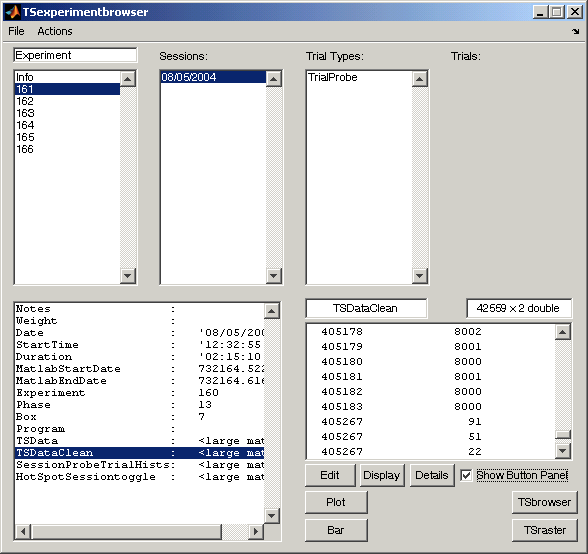 TSexperimentbrowser
File Actions
Experiment Sessions: Trial Types: Trials:
Info
161
162
163
164
165
166
08/05/2004
TrialProbe
Notes :
Weight :
Date : '08/05/200
StartTime : '12:32:55
Duration : '02:15:10
MatlabStartDate : 732164.522
MatlabEndDate : 732164.616
Experiment : 160
Phase : 13
Box : 7
Program :
TSData : <large mat
TSDataClean : <large mat
SessionProbeTrialHists: <large mat
HotSpotSessiontoggle : <large mat
TSDataClean 42559 × 2 double
405178 8002
405179 8001
405180 8000
405181 8001
405182 8000
405183 8000
405267 91
405267 51
405267 22
Edit Display Details Show Button Panel
Plot TSbrowser
Bar TSraster